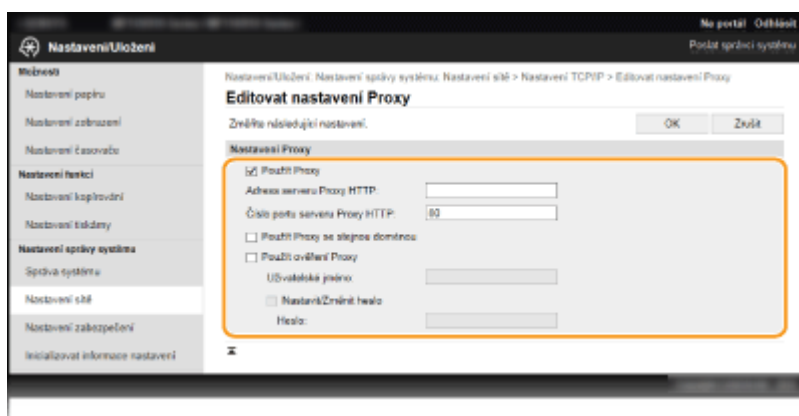 Na portál Odhlásit
Nastavení/Uložení
Poslat správci systému
Možnosti
Nastavení papíru
Nastavení zobrazení
Nastavení časovače
Nastavení funkcí
Nastavení kopírování
Nastavení tiskárny
Nastavení správy systému
Správa systému
Nastavení sítě
Nastavení zabezpečení
Inicializovat informace nastavení
Nastavení/Uložení: Nastavení správy systému: Nastavení sítě > Nastavení TCP/IP > Editovat nastavení Proxy
Editovat nastavení Proxy
Změňte následující nastavení.
OK
Zrušit
Nastavení Proxy
Použít Proxy
Adresa serveru Proxy HTTP:
Číslo portu serveru Proxy HTTP:
80
Použít Proxy se stejnou doménou
Použít ověření Proxy
Uživatelské jméno:
Nastavit/Změnit heslo
Heslo: